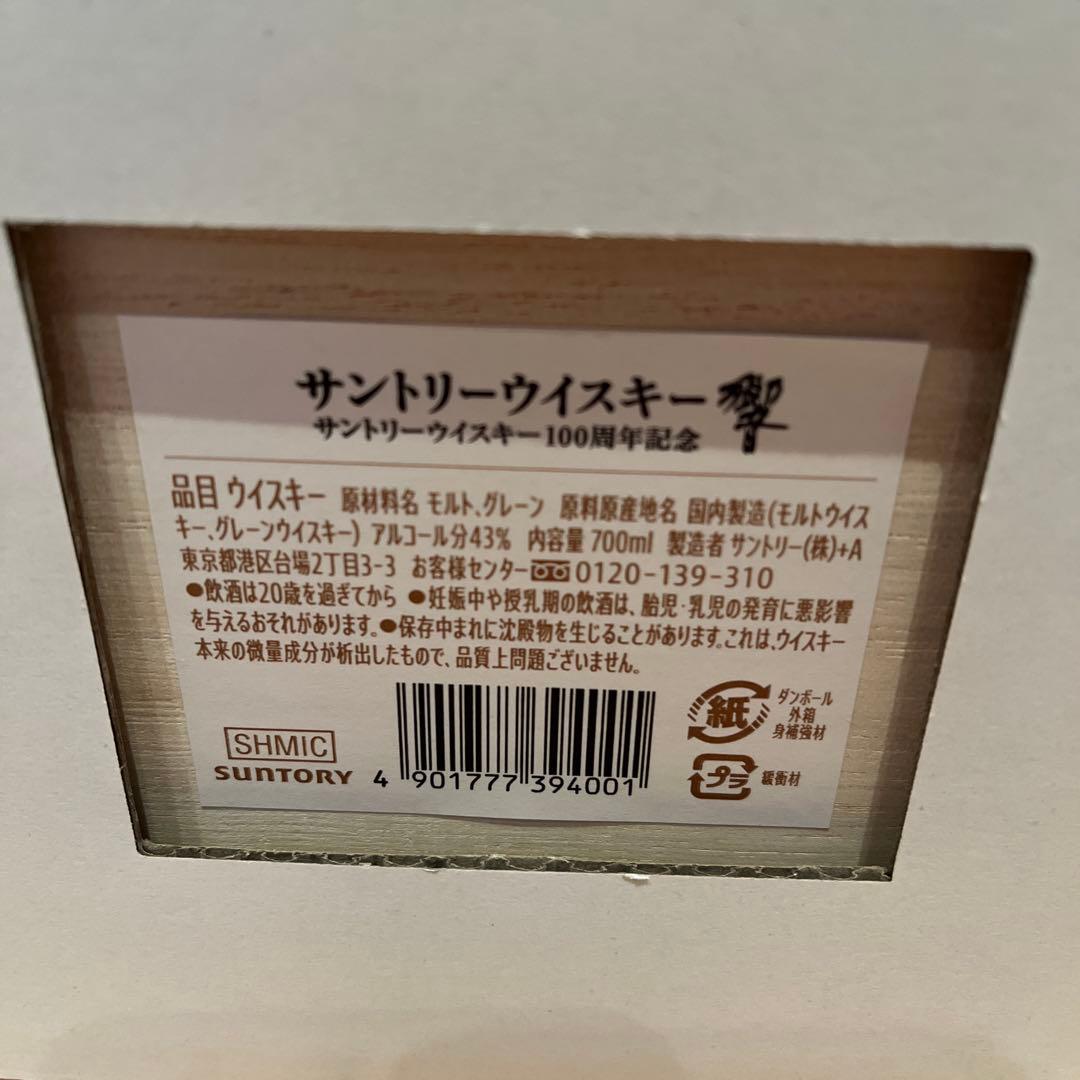 サントリーウイスキー響
サントリーウイスキー100周年記念
品目 ウイスキー 原材料名 モルト、グレーン 原料原産地名 国内製造(モルトウイス
キー、グレーンウイスキー) アルコール分43% 内容量 700ml 製造者 サントリー(株)+A
東京都港区台場2丁目3-3 お客様センター 0120-139-310
●飲酒は20歳を過ぎてから ●妊娠中や授乳期の飲酒は、胎児・乳児の発育に悪影響
を与えるおそれがあります。●保存中まれに沈殿物を生じることがあります。これは、ウイスキー
本来の微量成分が析出したもので、品質上問題ございません。
SHMIC
SUNTORY
4 901777 394001
紙
ダンボール
外箱
身補強材
プラ
緩衝材